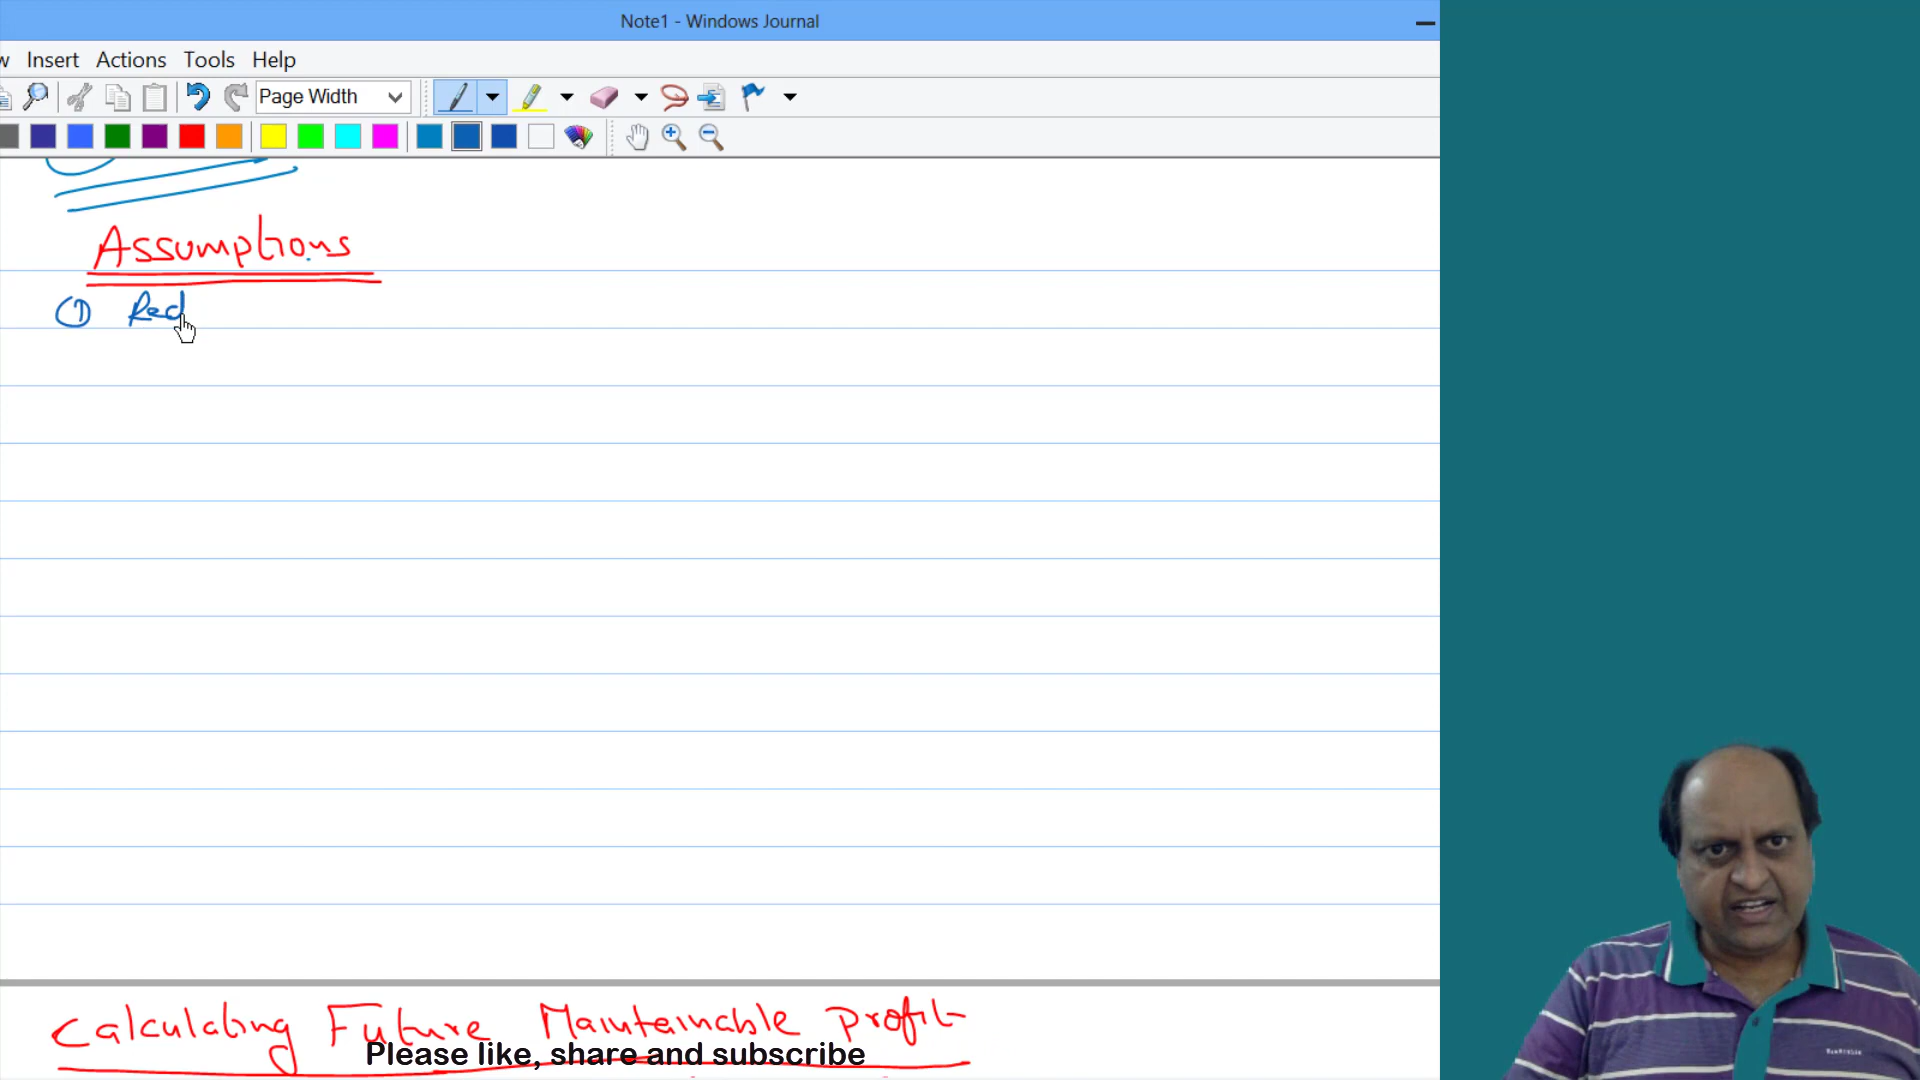 Note1 - Windows Journal
Insert Actions Tools Help
Page Width
Assumptions
① Red
Calculating Future Maintainable Profit
Please like, share and subscribe